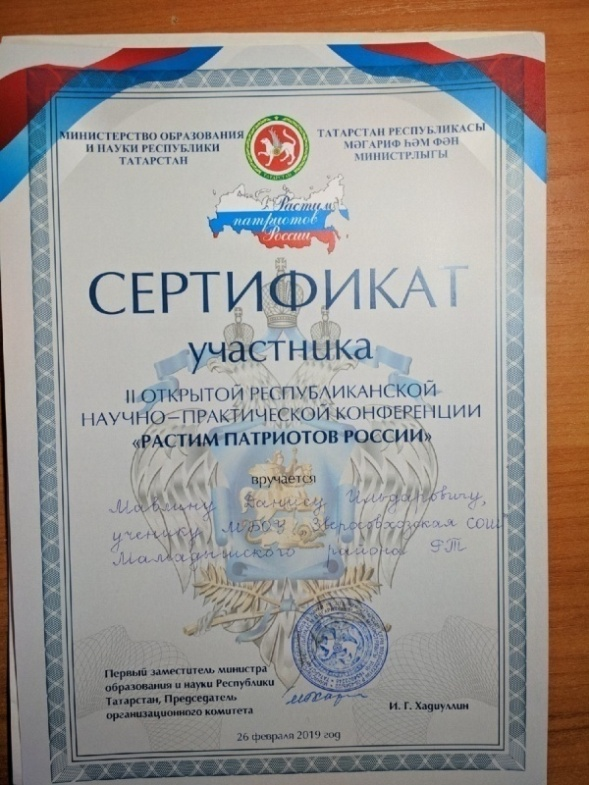 МИНИСТЕРСТВО ОБРАЗОВАНИЯ
И НАУКИ РЕСПУБЛИКИ
ТАТАРСТАН
ТАТАРСТАН РЕСПУБЛИКАСЫ
МӘГАРИФ ҺӘМ ФӘН
МИНИСТРЛЫГЫ
Растим
патриотов
России
СЕРТИФИКАТ
участника
II ОТКРЫТОЙ РЕСПУБЛИКАНСКОЙ
НАУЧНО-ПРАКТИЧЕСКОЙ КОНФЕРЕНЦИИ
«РАСТИМ ПАТРИОТОВ РОССИИ»
вручается
Мавлину Данису Ильдаровичу,
ученику МБОУ СОШ
Мамадышского района РТ
Первый заместитель министра
образования и науки Республики
Татарстан, Председатель
организационного комитета
И. Г. Хадиуллин
26 февраля 2019 год